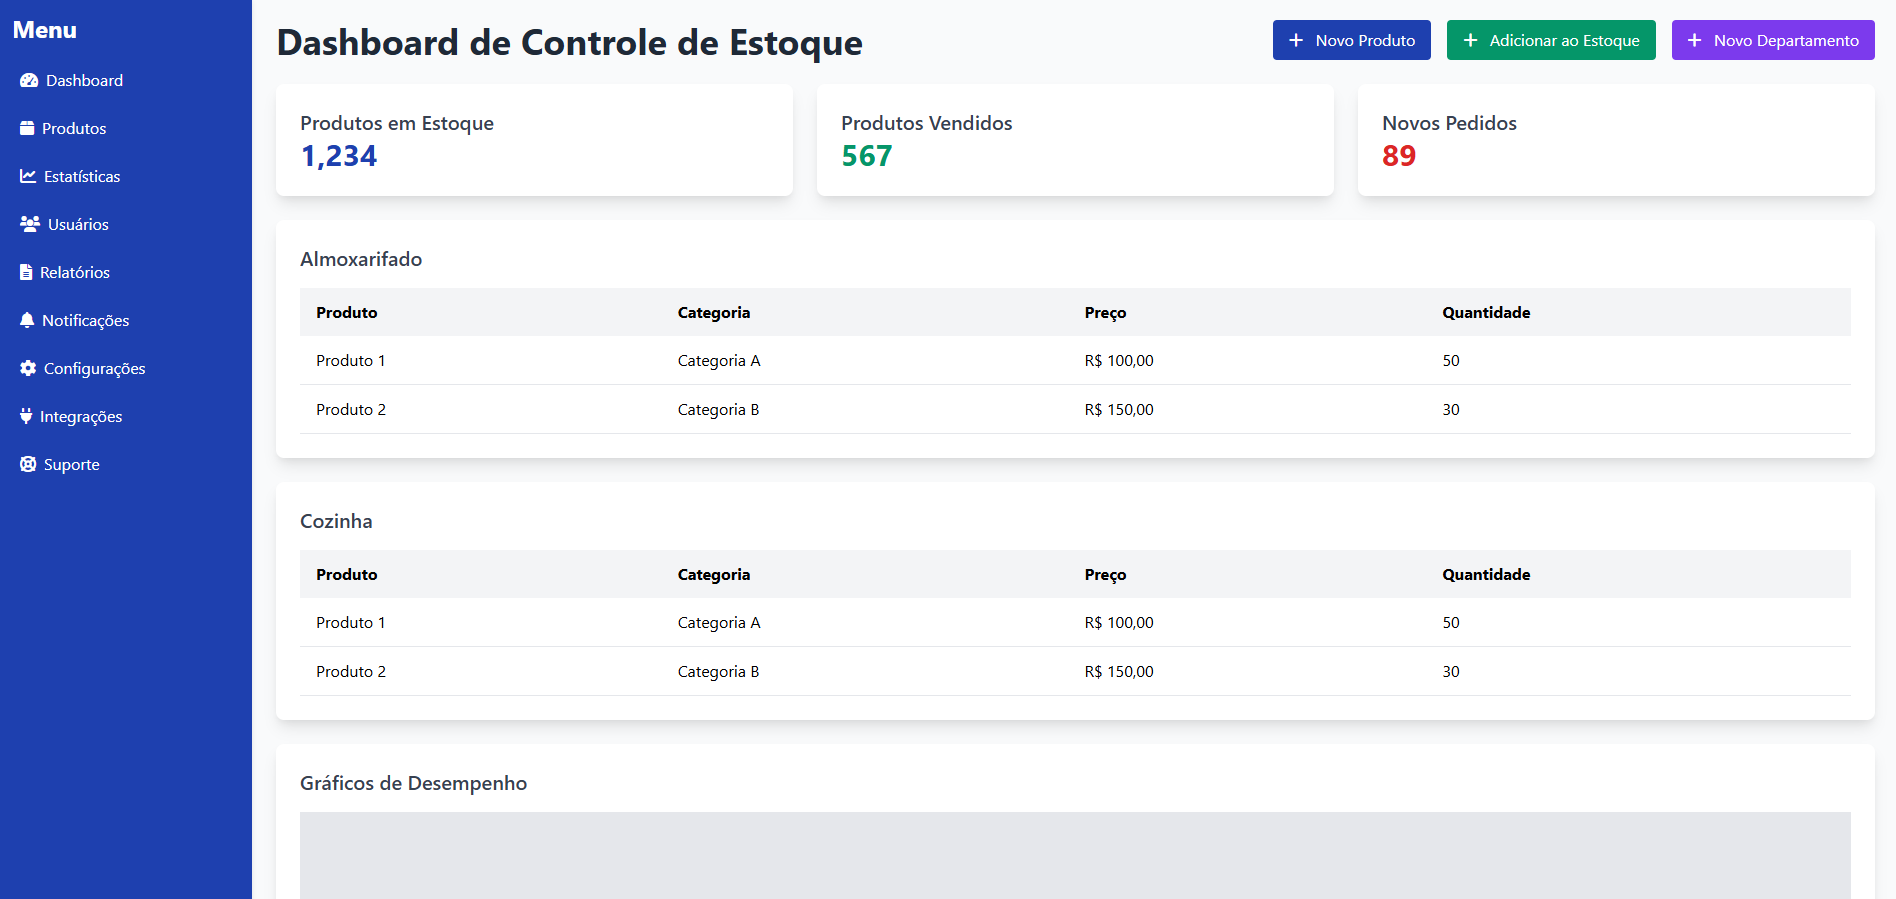 Menu
Dashboard
Produtos
Estatísticas
Usuários
Relatórios
Notificações
Configurações
Integrações
Suporte
Dashboard de Controle de Estoque
+ Novo Produto
+ Adicionar ao Estoque
+ Novo Departamento
Produtos em Estoque
1,234
Produtos Vendidos
567
Novos Pedidos
89
Almoxarifado
Produto Categoria Preço Quantidade
Produto 1 Categoria A R$ 100,00 50
Produto 2 Categoria B R$ 150,00 30
Cozinha
Produto Categoria Preço Quantidade
Produto 1 Categoria A R$ 100,00 50
Produto 2 Categoria B R$ 150,00 30
Gráficos de Desempenho